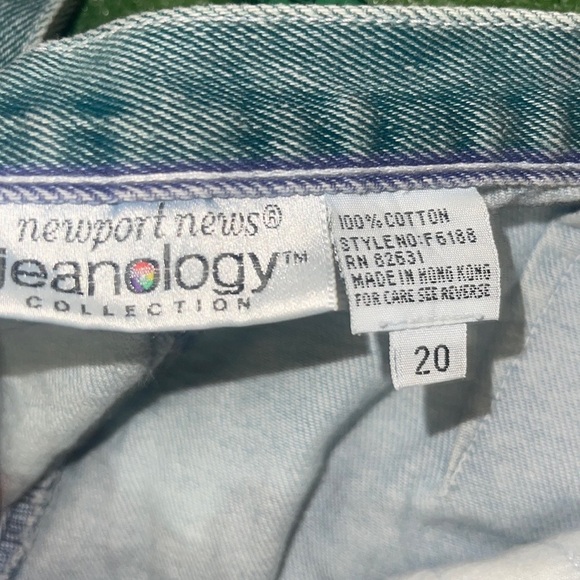 newport news®
jeanology™
COLLECTION
100% COTTON
STYLE NO: F6188
RN 82631
MADE IN HONG KONG
FOR CARE SEE REVERSE
20